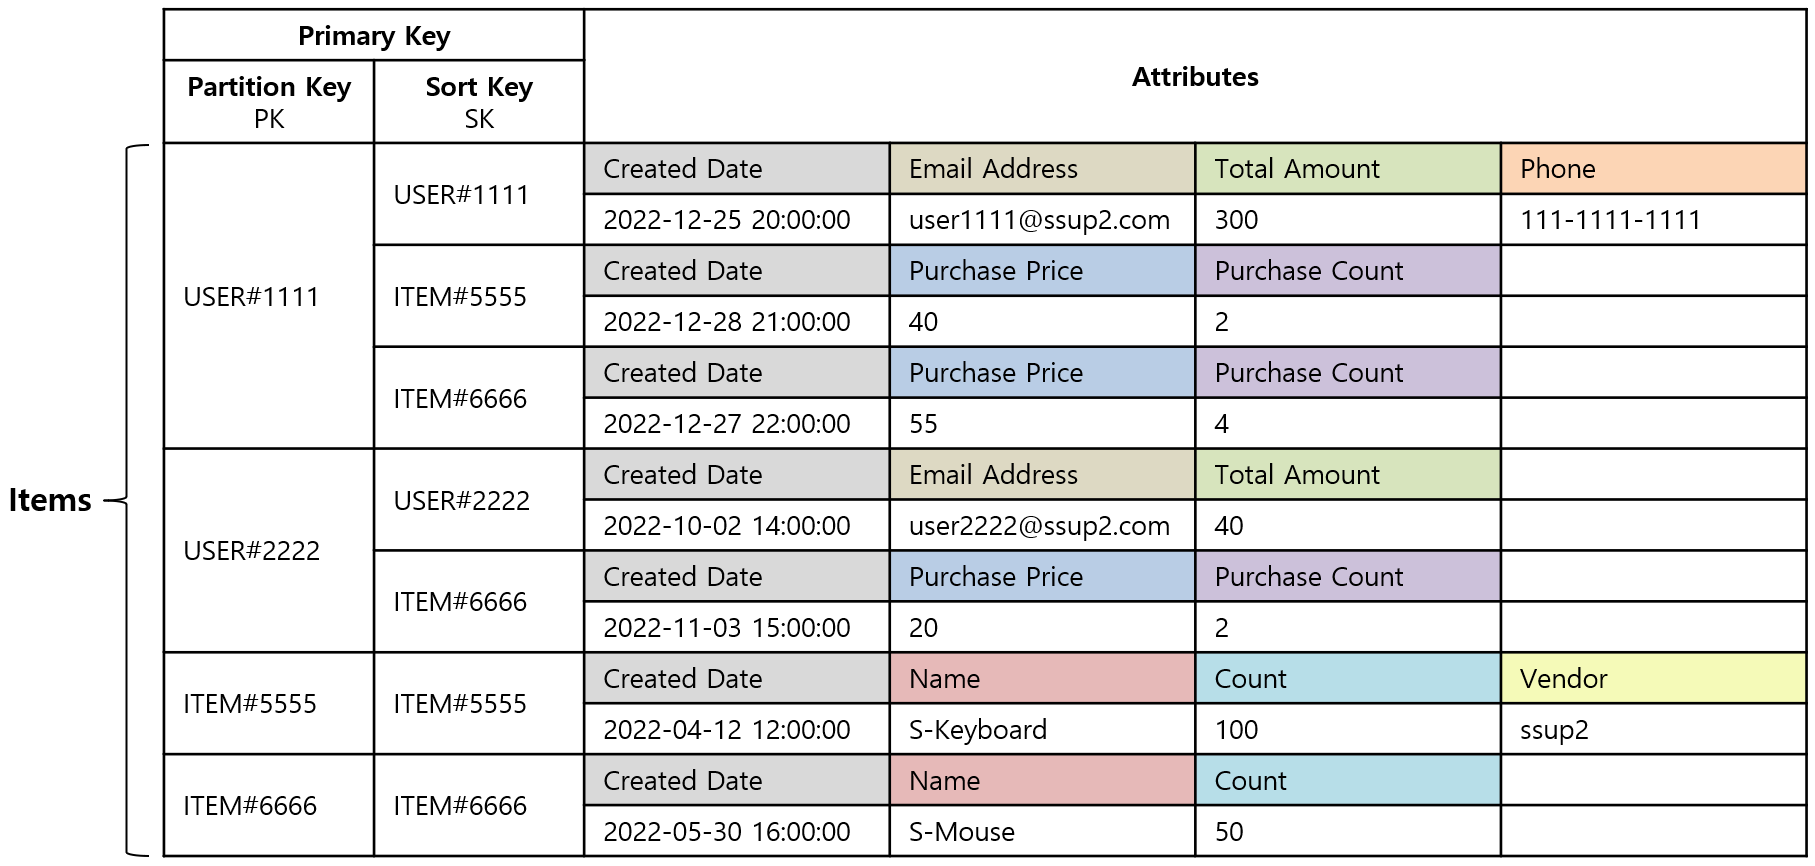 Primary Key
Attributes
Partition Key
PK
Sort Key
SK
Items
USER#1111
USER#1111
Created Date Email Address Total Amount Phone
2022-12-25 20:00:00 user1111@ssup2.com 300 111-1111-1111
ITEM#5555
Created Date Purchase Price Purchase Count
2022-12-28 21:00:00 40 2
ITEM#6666
Created Date Purchase Price Purchase Count
2022-12-27 22:00:00 55 4
USER#2222
USER#2222
Created Date Email Address Total Amount
2022-10-02 14:00:00 user2222@ssup2.com 40
ITEM#6666
Created Date Purchase Price Purchase Count
2022-11-03 15:00:00 20 2
ITEM#5555
ITEM#5555
Created Date Name Count Vendor
2022-04-12 12:00:00 S-Keyboard 100 ssup2
ITEM#6666
ITEM#6666
Created Date Name Count
2022-05-30 16:00:00 S-Mouse 50